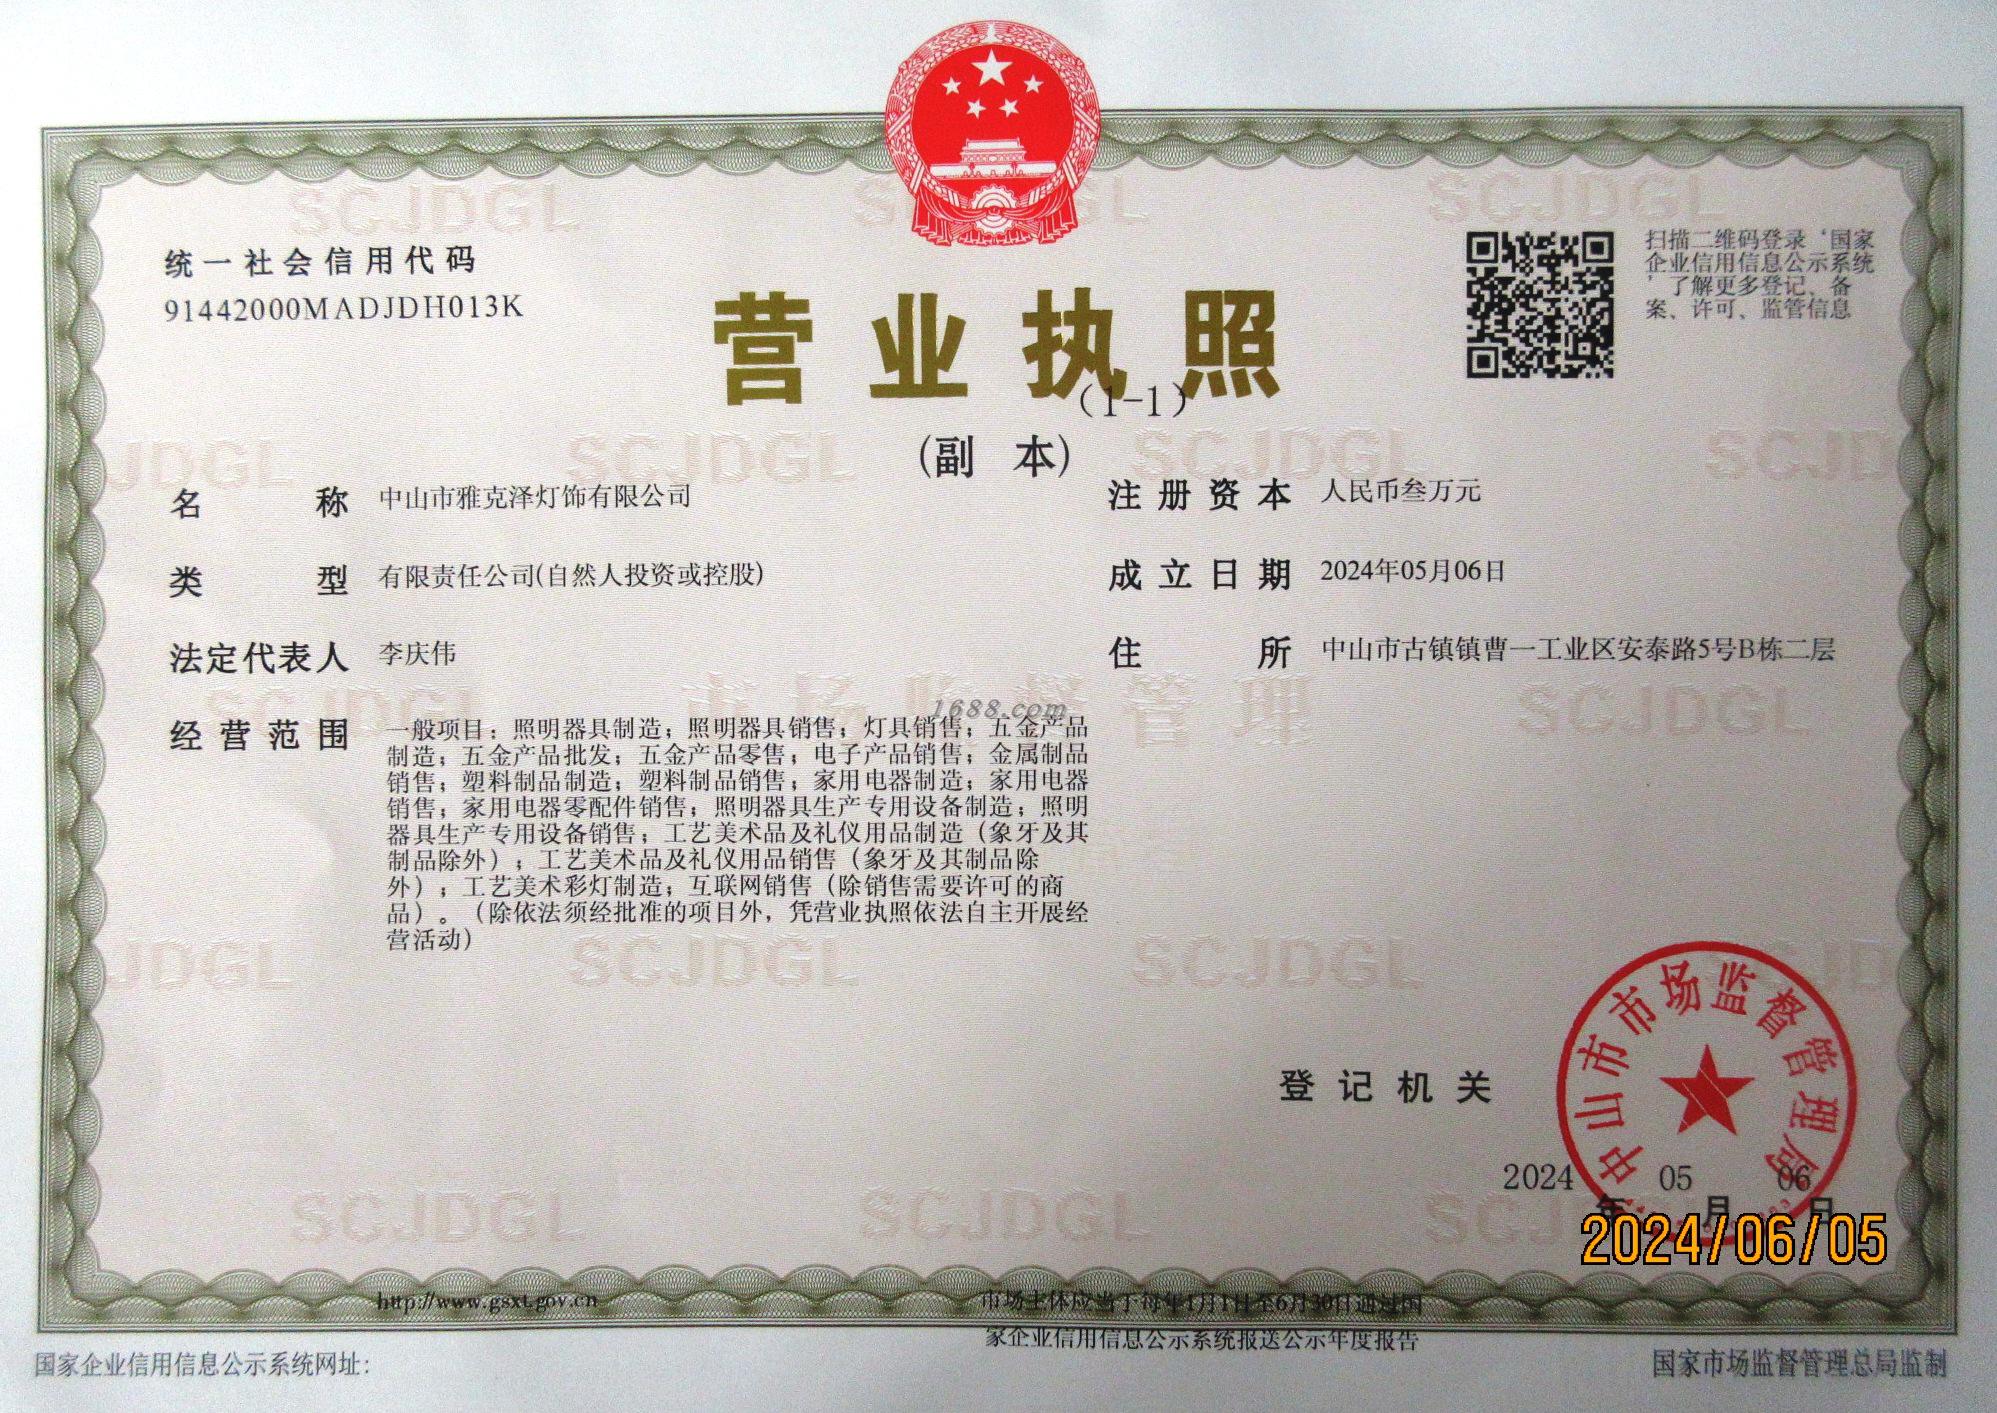 统一社会信用代码
91442000MADJDH013K
扫描二维码登录‘国家
企业信用信息公示系统
’了解更多登记、备
案、许可、监管信息
营业执照
（1-1）
(副 本)
名 称 中山市雅克泽灯饰有限公司
类 型 有限责任公司(自然人投资或控股)
法定代表人 李庆伟
经营范围 一般项目：照明器具制造；照明器具销售；灯具销售；五金产品
制造；五金产品批发；五金产品零售；电子产品销售；金属制品
销售；塑料制品制造；塑料制品销售；家用电器制造；家用电器
销售；家用电器零配件销售；照明器具生产专用设备制造；照明
器具生产专用设备销售；工艺美术品及礼仪用品制造（象牙及其
制品除外）；工艺美术品及礼仪用品销售（象牙及其制品除
外）；工艺美术彩灯制造；互联网销售（除销售需要许可的商
品）。（除依法须经批准的项目外，凭营业执照依法自主开展经
营活动）
注册资本 人民币叁万元
成立日期 2024年05月06日
住 所 中山市古镇镇曹一工业区安泰路5号B栋二层
1688.com
市场监督管理
SCJDGL
登记机关
中山市市场监督管理局
2024年05月06日
2024/06/05
http://www.gsxt.gov.cn
市场主体应当于每年1月1日至6月30日通过国
家企业信用信息公示系统报送公示年度报告
国家企业信用信息公示系统网址：
国家市场监督管理总局监制